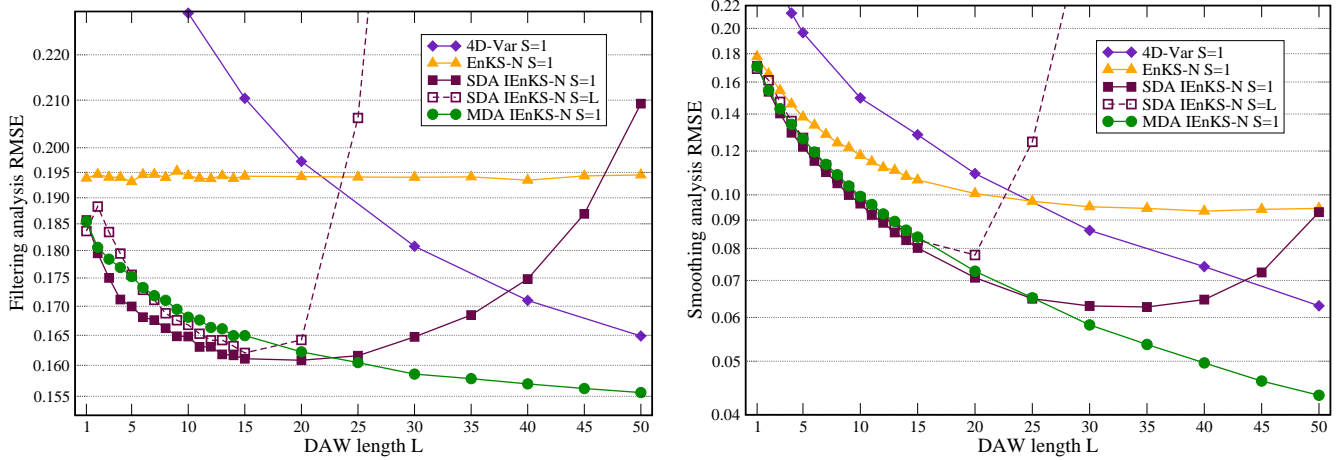 Filtering analysis RMSE
0.220
0.210
0.200
0.195
0.190
0.185
0.180
0.175
0.170
0.165
0.160
0.155
4D-Var S=1
EnKS-N S=1
SDA IEnKS-N S=1
SDA IEnKS-N S=L
MDA IEnKS-N S=1
1 5 10 15 20 25 30 35 40 45 50
DAW length L
Smoothing analysis RMSE
0.22
0.20
0.18
0.16
0.14
0.12
0.10
0.09
0.08
0.07
0.06
0.05
0.04
4D-Var S=1
EnKS-N S=1
SDA IEnKS-N S=1
SDA IEnKS-N S=L
MDA IEnKS-N S=1
1 5 10 15 20 25 30 35 40 45 50
DAW length L